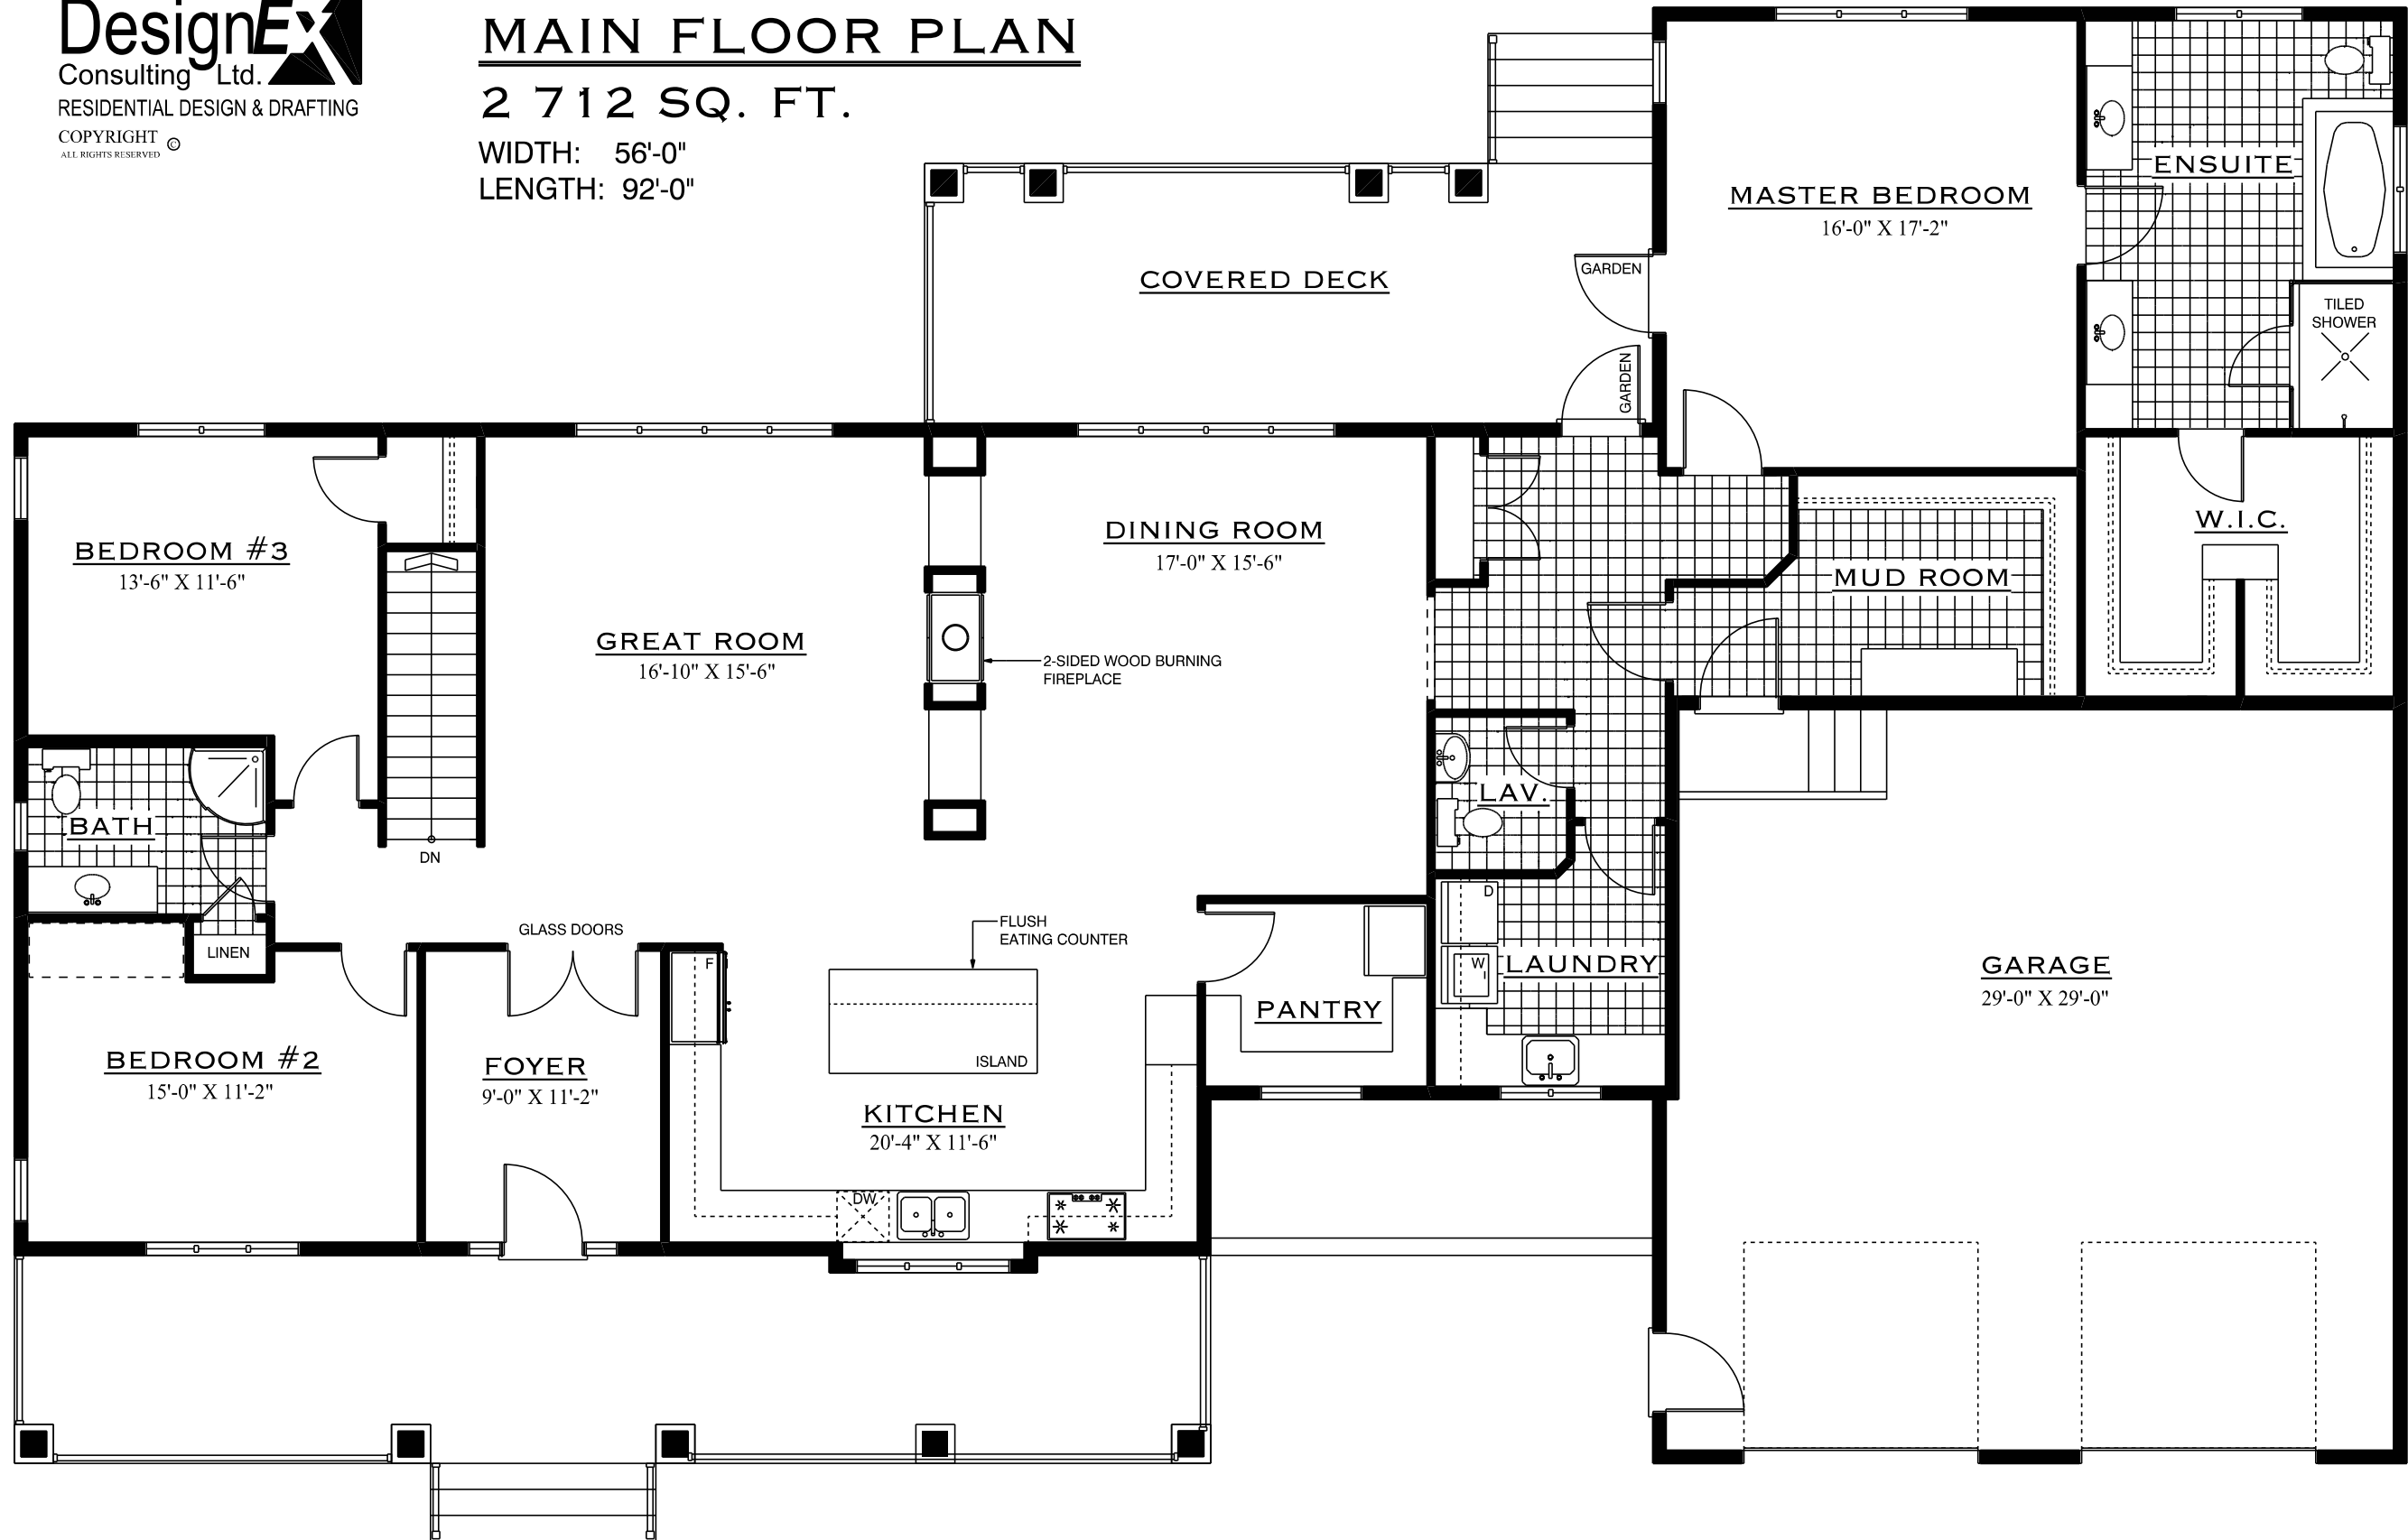 DesignEX
Consulting Ltd.
RESIDENTIAL DESIGN & DRAFTING
COPYRIGHT ©
ALL RIGHTS RESERVED
MAIN FLOOR PLAN
2 712 SQ. FT.
WIDTH: 56'-0"
LENGTH: 92'-0"
MASTER BEDROOM
16'-0" X 17'-2"
ENSUITE
TILED
SHOWER
COVERED DECK
GARDEN
GARDEN
BEDROOM #3
13'-6" X 11'-6"
GREAT ROOM
16'-10" X 15'-6"
DINING ROOM
17'-0" X 15'-6"
2-SIDED WOOD BURNING
FIREPLACE
MUD ROOM
W.I.C.
BATH
DN
LAV.
LINEN
GLASS DOORS
FLUSH
EATING COUNTER
F
ISLAND
PANTRY
D
W
LAUNDRY
GARAGE
29'-0" X 29'-0"
BEDROOM #2
15'-0" X 11'-2"
FOYER
9'-0" X 11'-2"
KITCHEN
20'-4" X 11'-6"
DW